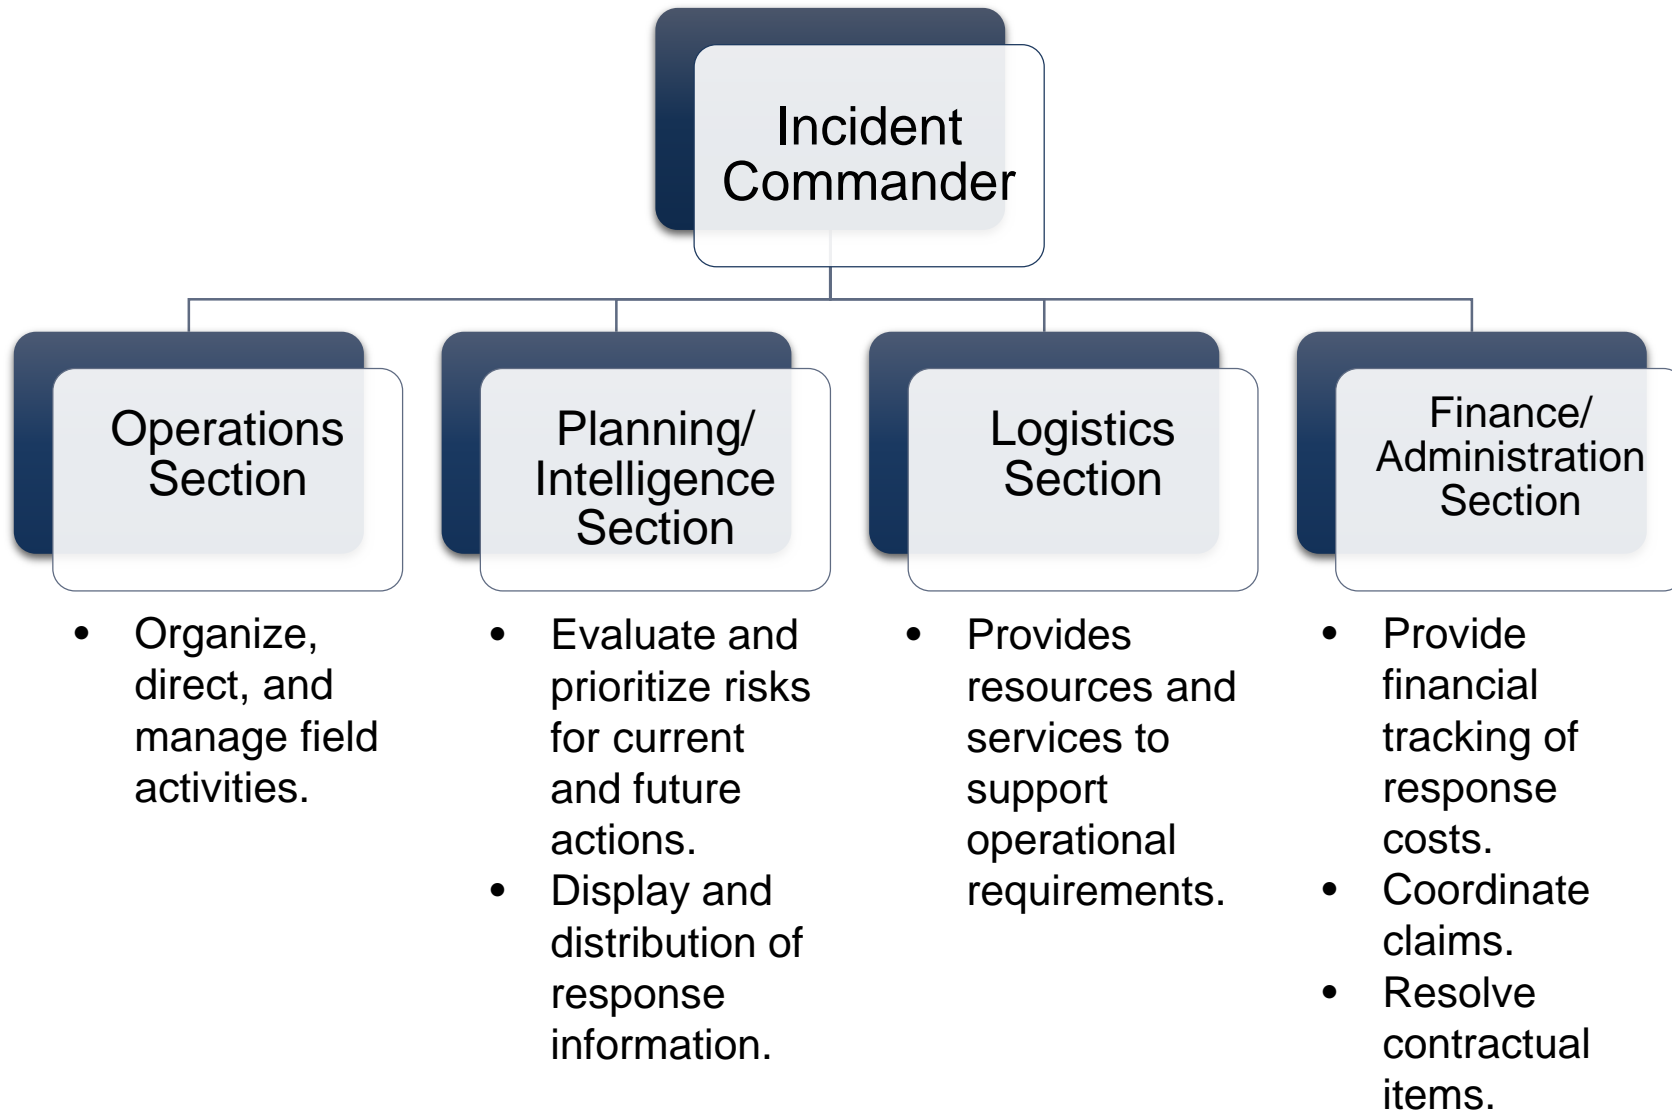 Incident
Commander
Operations
Section
Planning/
Intelligence
Section
Logistics
Section
Finance/
Administration
Section
• Organize,
direct, and
manage field
activities.
• Evaluate and
prioritize risks
for current
and future
actions.
• Display and
distribution of
response
information.
• Provides
resources and
services to
support
operational
requirements.
• Provide
financial
tracking of
response
costs.
• Coordinate
claims.
• Resolve
contractual
items.